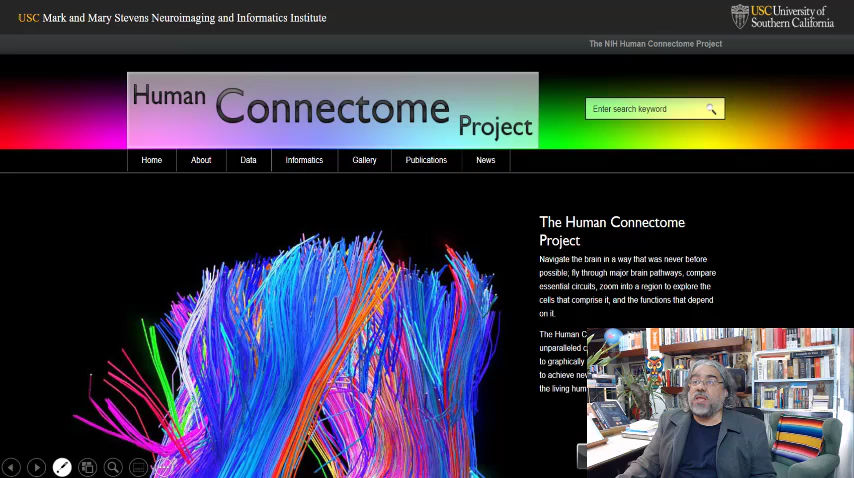 USC Mark and Mary Stevens Neuroimaging and Informatics Institute
USC University of
Southern California
The NIH Human Connectome Project
Human Connectome Project
Enter search keyword
Home About Data Informatics Gallery Publications News
The Human Connectome
Project
Navigate the brain in a way that was never before
possible; fly through major brain pathways, compare
essential circuits, zoom into a region to explore the
cells that comprise it, and the functions that depend
on it.
The Human C
unparalleled c
to graphically
to achieve new
the living hum